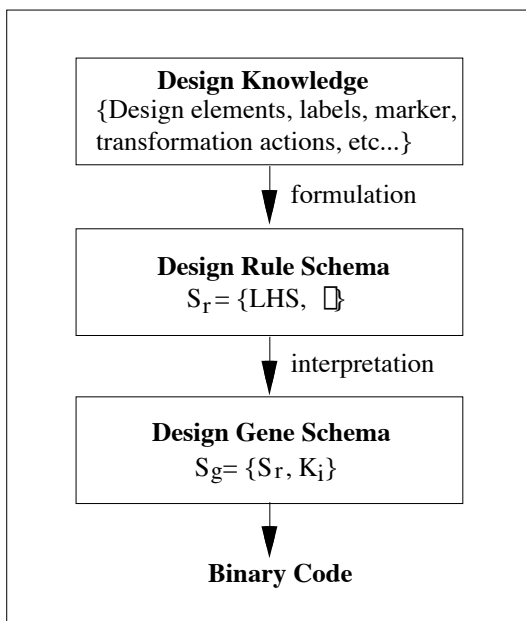 Design Knowledge
{Design elements, labels, marker,
transformation actions, etc...}
formulation
Design Rule Schema
Sr = {LHS, }
interpretation
Design Gene Schema
Sg= {Sr, Ki}
Binary Code